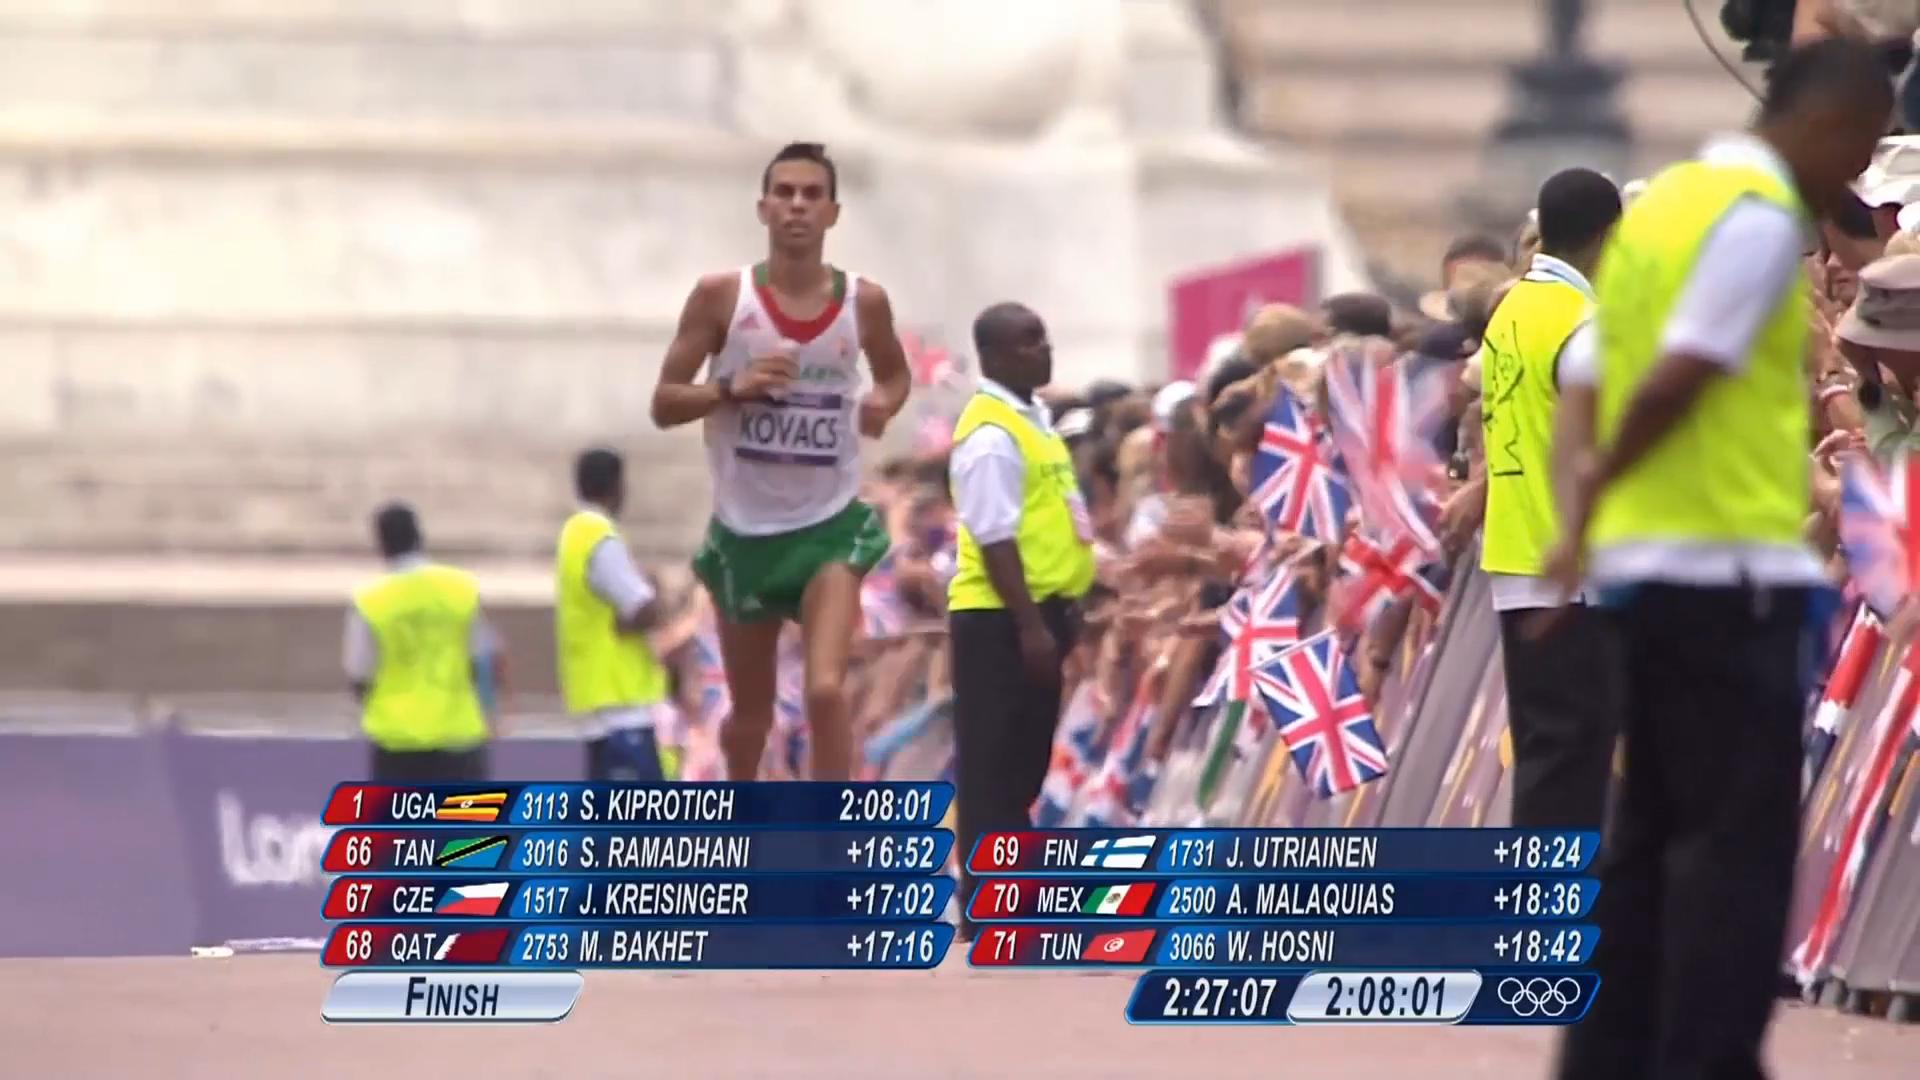 KOVACS
Lon
1 UGA 3113 S. KIPROTICH 2:08:01
66 TAN 3016 S. RAMADHANI +16:52
67 CZE 1517 J. KREISINGER +17:02
68 QAT 2753 M. BAKHET +17:16
69 FIN 1731 J. UTRIAINEN +18:24
70 MEX 2500 A. MALAQUIAS +18:36
71 TUN 3066 W. HOSNI +18:42
FINISH
2:27:07 2:08:01